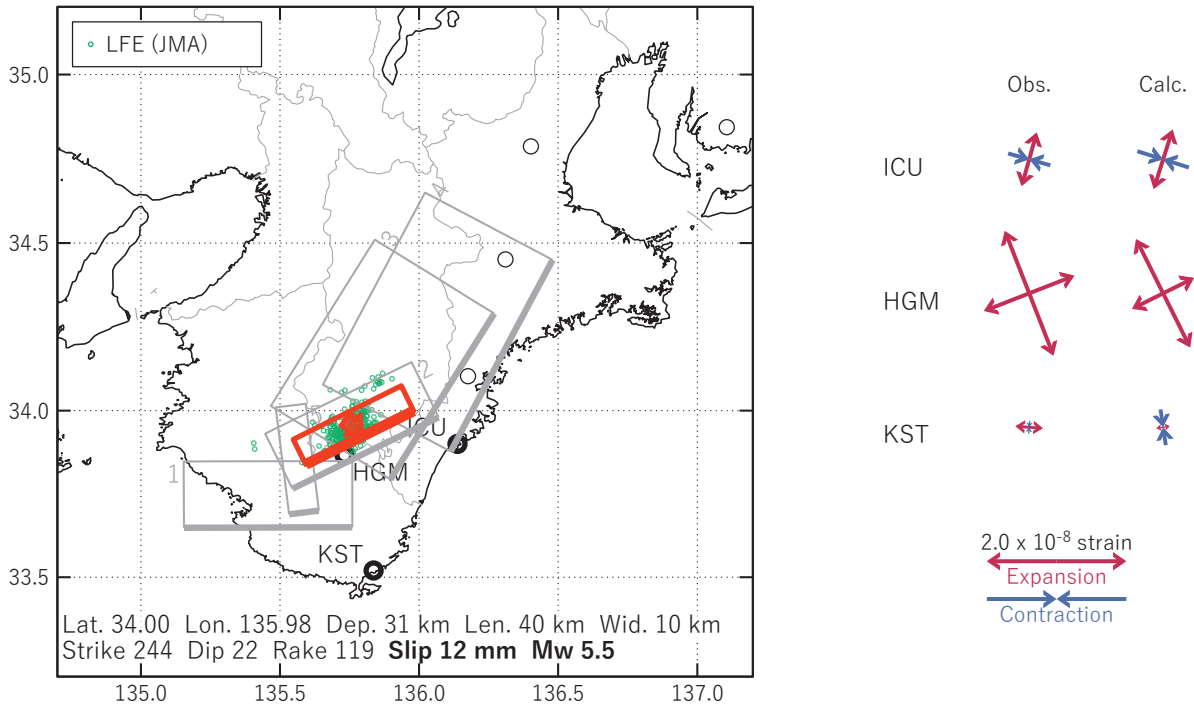 LFE (JMA)
35.0
34.5
34.0
33.5
135.0 135.5 136.0 136.5 137.0
4
3
2
5
1
ICU
HGM
KST
Lat. 34.00 Lon. 135.98 Dep. 31 km Len. 40 km Wid. 10 km
Strike 244 Dip 22 Rake 119 Slip 12 mm Mw 5.5
Obs. Calc.
ICU
HGM
KST
2.0 x 10⁻⁸ strain
Expansion
Contraction